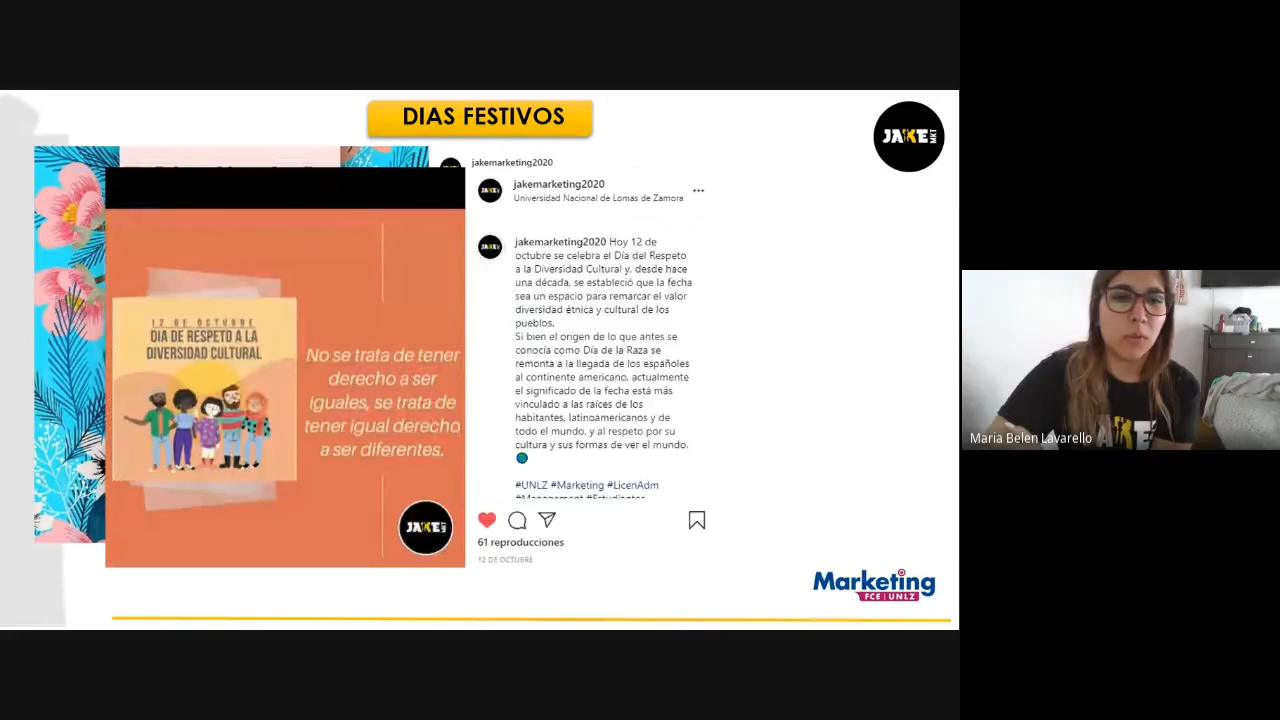 DIAS FESTIVOS
JAKE MKT
jakemarketing2020
jakemarketing2020
Universidad Nacional de Lomas de Zamora
12 DE OCTUBRE
DIA DE RESPETO A LA
DIVERSIDAD CULTURAL
No se trata de tener
derecho a ser
iguales, se trata de
tener igual derecho
a ser diferentes.
JAKE MKT
jakemarketing2020 Hoy 12 de
octubre se celebra el Día del Respeto
a la Diversidad Cultural y, desde hace
una década, se estableció que la fecha
sea un espacio para remarcar el valor
diversidad étnica y cultural de los
pueblos.
Si bien el origen de lo que antes se
conocía como Día de la Raza se
remonta a la llegada de los españoles
al continente americano, actualmente
el significado de la fecha está más
vinculado a las raíces de los
habitantes, latinoamericanos y de
todo el mundo, y al respeto por su
cultura y sus formas de ver el mundo.
#UNLZ #Marketing #LicenAdm
#Management #Estudiantes
61 reproducciones
12 DE OCTUBRE
Marketing
FCE | UNLZ
JAKE
Maria Belen Lavarello